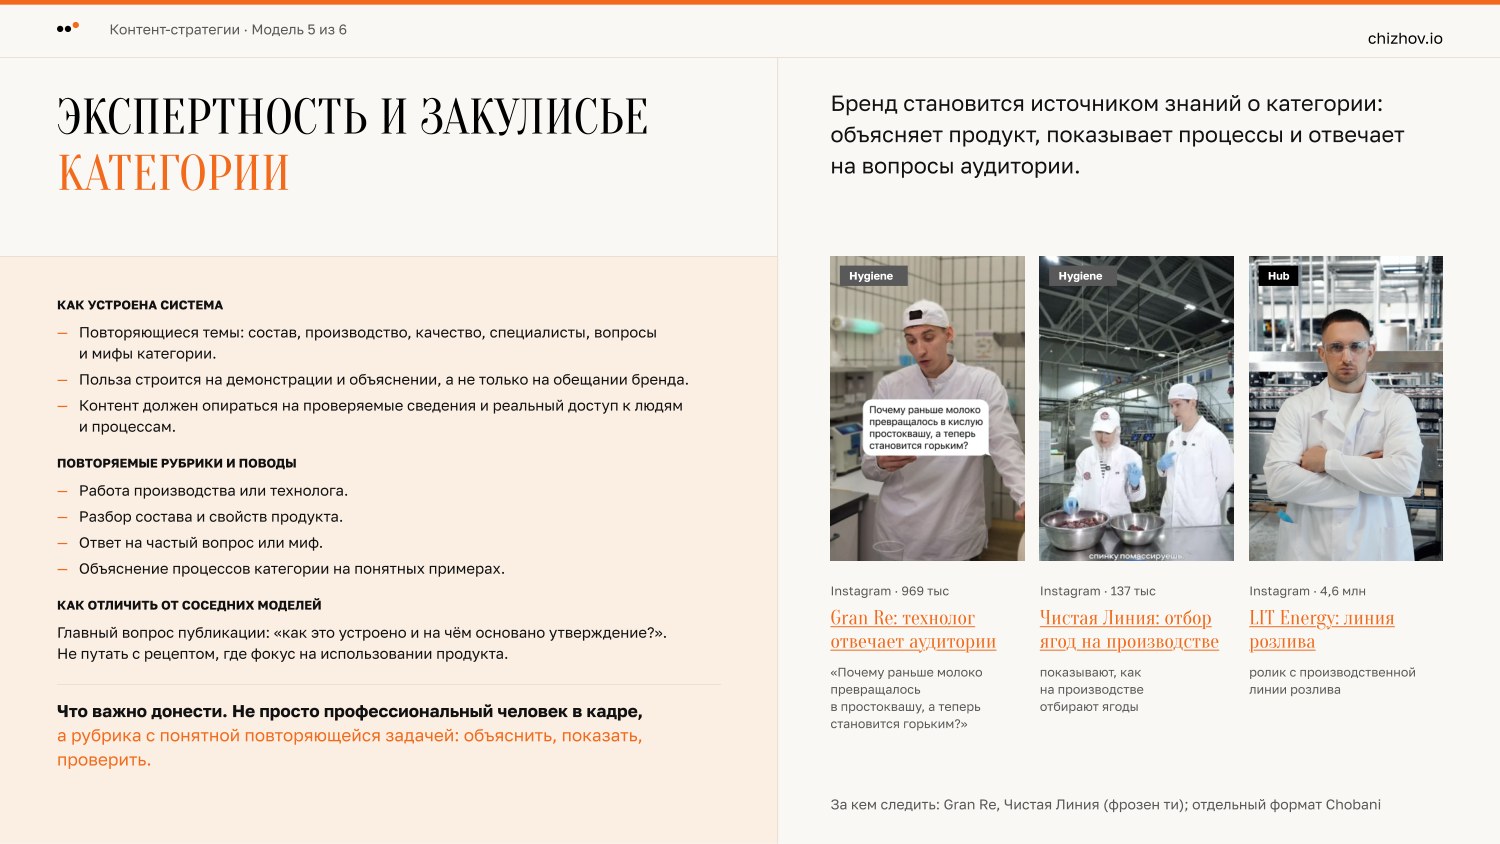 Контент-стратегии · Модель 5 из 6
chizhov.io
ЭКСПЕРТНОСТЬ И ЗАКУЛИСЬЕ
КАТЕГОРИИ
Бренд становится источником знаний о категории:
объясняет продукт, показывает процессы и отвечает
на вопросы аудитории.
КАК УСТРОЕНА СИСТЕМА
— Повторяющиеся темы: состав, производство, качество, специалисты, вопросы
и мифы категории.
— Польза строится на демонстрации и объяснении, а не только на обещании бренда.
— Контент должен опираться на проверяемые сведения и реальный доступ к людям
и процессам.
ПОВТОРЯЕМЫЕ РУБРИКИ И ПОВОДЫ
— Работа производства или технолога.
— Разбор состава и свойств продукта.
— Ответ на частый вопрос или миф.
— Объяснение процессов категории на понятных примерах.
КАК ОТЛИЧИТЬ ОТ СОСЕДНИХ МОДЕЛЕЙ
Главный вопрос публикации: «как это устроено и на чём основано утверждение?».
Не путать с рецептом, где фокус на использовании продукта.
Что важно донести. Не просто профессиональный человек в кадре,
а рубрика с понятной повторяющейся задачей: объяснить, показать,
проверить.
Hygiene
Почему раньше молоко
превращалось в кислую
простоквашу, а теперь
становится горьким?
Instagram · 969 тыс
Gran Re: технолог
отвечает аудитории
«Почему раньше молоко
превращалось
в простоквашу, а теперь
становится горьким?»
Hygiene
спинку помассируешь
Instagram · 137 тыс
Чистая Линия: отбор
ягод на производстве
показывают, как
на производстве
отбирают ягоды
Hub
Instagram · 4,6 млн
LIT Energy: линия
розлива
ролик с производственной
линии розлива
За кем следить: Gran Re, Чистая Линия (фрозен ти); отдельный формат Chobani